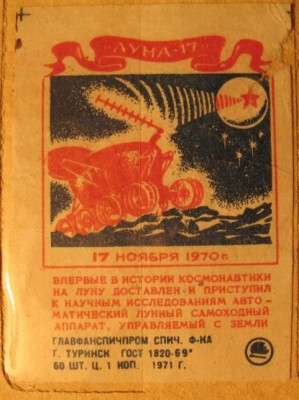 ЛУНА-17
17 НОЯБРЯ 1970 г.
ВПЕРВЫЕ В ИСТОРИИ КОСМОНАВТИКИ
НА ЛУНУ ДОСТАВЛЕН И ПРИСТУПИЛ
К НАУЧНЫМ ИССЛЕДОВАНИЯМ АВТО-
МАТИЧЕСКИЙ ЛУННЫЙ САМОХОДНЫЙ
АППАРАТ, УПРАВЛЯЕМЫЙ С ЗЕМЛИ
ГЛАВФАНСПИЧПРОМ СПИЧ. Ф-КА
Г. ТУРИНСК ГОСТ 1820-69*
60 ШТ. Ц. 1 КОП. 1971 Г.